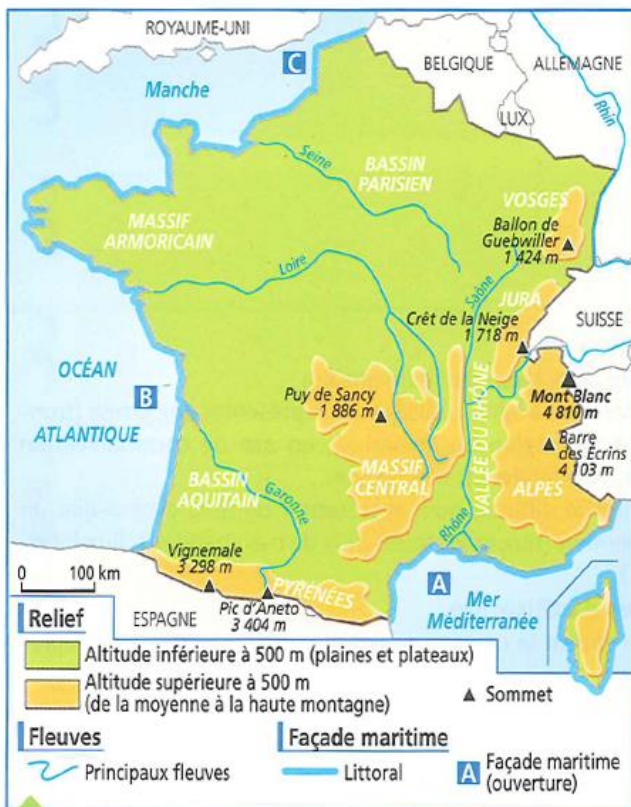 ROYAUME-UNI
BELGIQUE
ALLEMAGNE
C
Manche
LUX.
Rhin
Seine
BASSIN
PARISIEN
VOSGES
MASSIF
ARMORICAIN
Ballon de
Guebwiller
1 424 m
Loire
Saône
JURA
Crêt de la Neige
1 718 m
SUISSE
OCÉAN
ATLANTIQUE
B
Puy de Sancy
1 886 m
Mont Blanc
4 810 m
Barre
des Écrins
4 103 m
MASSIF
CENTRAL
VALLÉE DU RHÔNE
ALPES
BASSIN
AQUITAIN
Garonne
Rhône
Vignemale
3 298 m
A
Mer
Méditerranée
0 100 km
PYRÉNÉES
ESPAGNE
Pic d'Aneto
3 404 m
Relief
Altitude inférieure à 500 m (plaines et plateaux)
Altitude supérieure à 500 m
(de la moyenne à la haute montagne)
Sommet
Fleuves
Principaux fleuves
Façade maritime
Littoral
A Façade maritime
(ouverture)